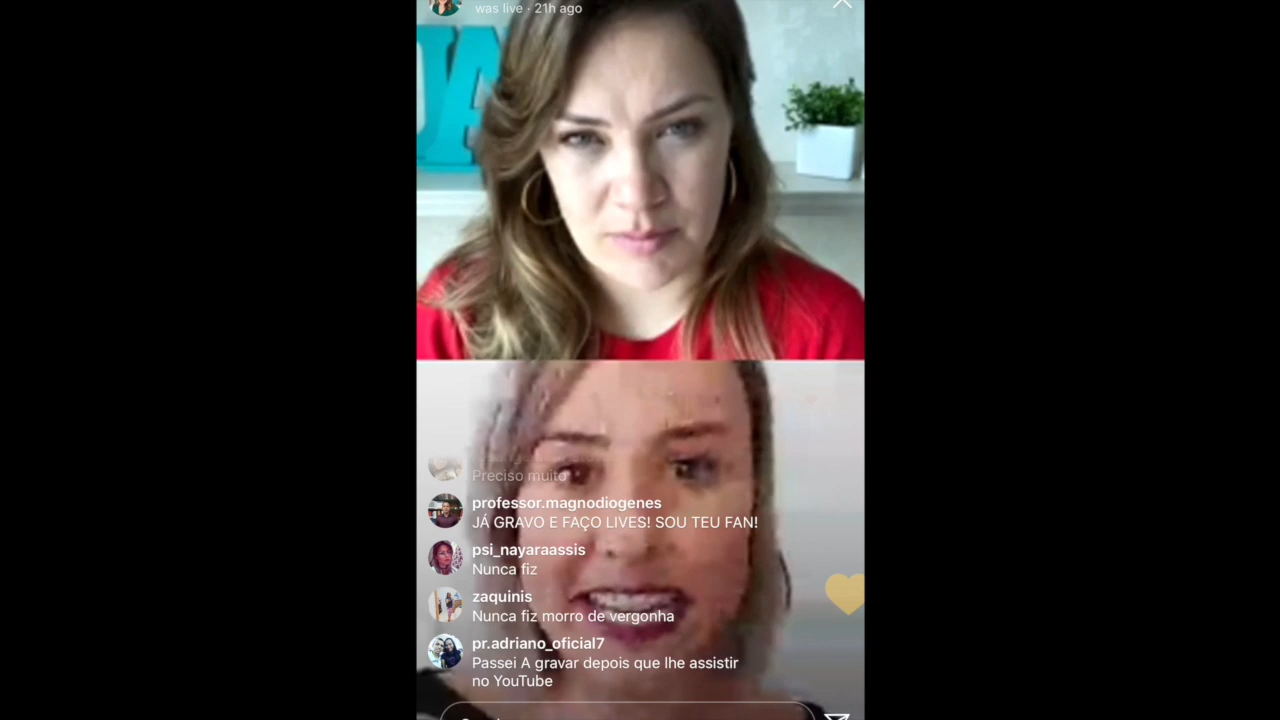 was live · 21h ago
Preciso muito
professor.magnodiogenes
JÁ GRAVO E FAÇO LIVES! SOU TEU FAN!
psi_nayaraassis
Nunca fiz
zaquinis
Nunca fiz morro de vergonha
pr.adriano_oficial7
Passei A gravar depois que lhe assistir
no YouTube